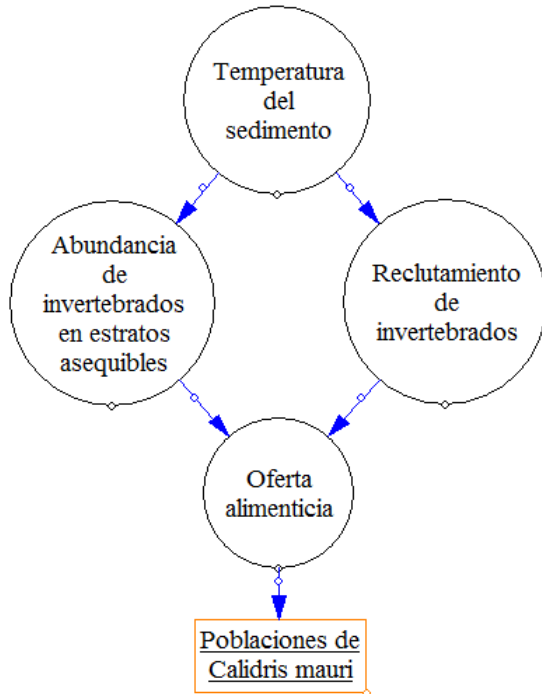 Temperatura
del
sedimento
Abundancia
de
invertebrados
en estratos
asequibles
Reclutamiento
de
invertebrados
Oferta
alimenticia
Poblaciones de
Calidris mauri